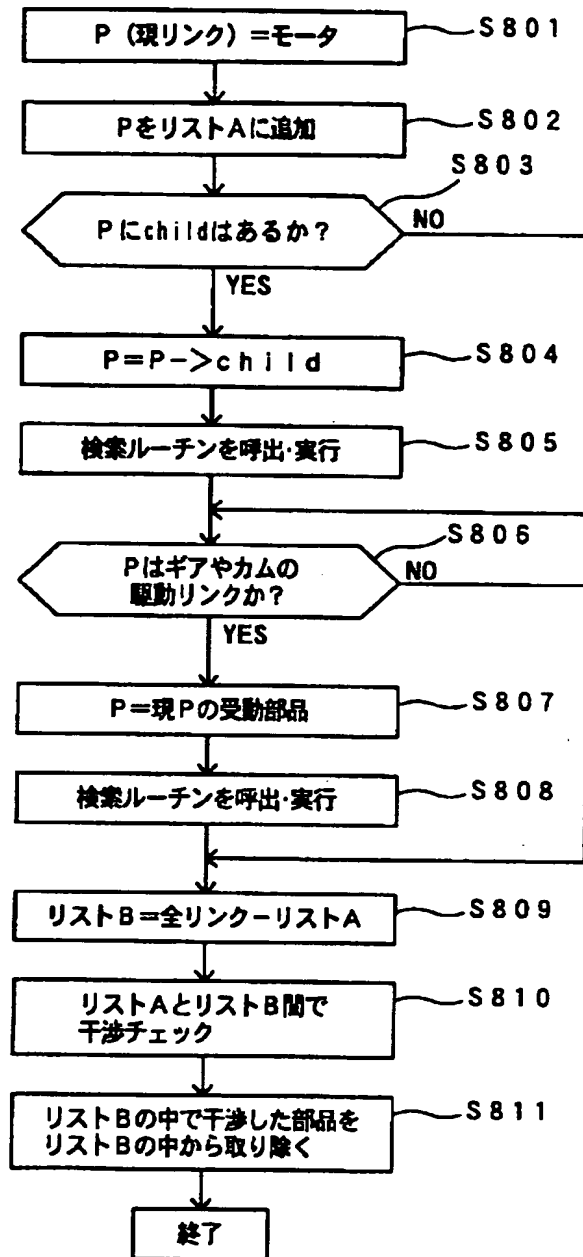 P（現リンク）＝モータ
S801
PをリストAに追加
S802
S803
Pにchildはあるか？
NO
YES
P＝P−＞child
S804
検索ルーチンを呼出·実行
S805
S806
Pはギアやカムの
駆動リンクか？
NO
YES
P＝現Pの受動部品
S807
検索ルーチンを呼出·実行
S808
リストB＝全リンク−リストA
S809
リストAとリストB間で
干渉チェック
S810
リストBの中で干渉した部品を
リストBの中から取り除く
S811
終了